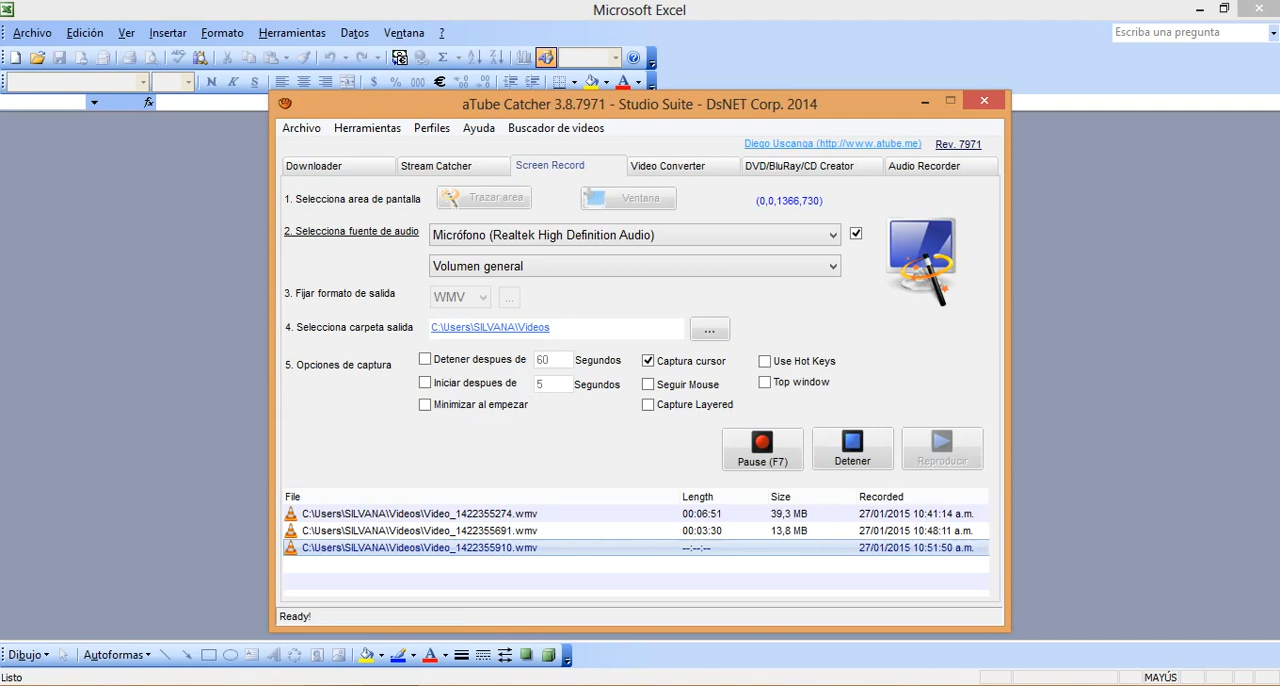 Microsoft Excel
Archivo Edición Ver Insertar Formato Herramientas Datos Ventana ?
Escriba una pregunta
N K S € % 000
fx
aTube Catcher 3.8.7971 - Studio Suite - DsNET Corp. 2014
Archivo Herramientas Perfiles Ayuda Buscador de videos
Diego Uscanga (http://www.atube.me) Rev. 7971
Downloader Stream Catcher Screen Record Video Converter DVD/BluRay/CD Creator Audio Recorder
1. Selecciona area de pantalla Trazar area Ventana (0,0,1366,730)
2. Selecciona fuente de audio Micrófono (Realtek High Definition Audio)
Volumen general
3. Fijar formato de salida WMV ...
4. Selecciona carpeta salida C:\Users\SILVANA\Videos ...
5. Opciones de captura
Detener despues de 60 Segundos Captura cursor Use Hot Keys
Iniciar despues de 5 Segundos Seguir Mouse Top window
Minimizar al empezar Capture Layered
Pause (F7) Detener Reproducir
File Length Size Recorded
C:\Users\SILVANA\Videos\Video_1422355274.wmv 00:06:51 39,3 MB 27/01/2015 10:41:14 a.m.
C:\Users\SILVANA\Videos\Video_1422355691.wmv 00:03:30 13,8 MB 27/01/2015 10:48:11 a.m.
C:\Users\SILVANA\Videos\Video_1422355910.wmv --:--:-- 27/01/2015 10:51:50 a.m.
Ready!
Dibujo Autoformas
Listo MAYÚS